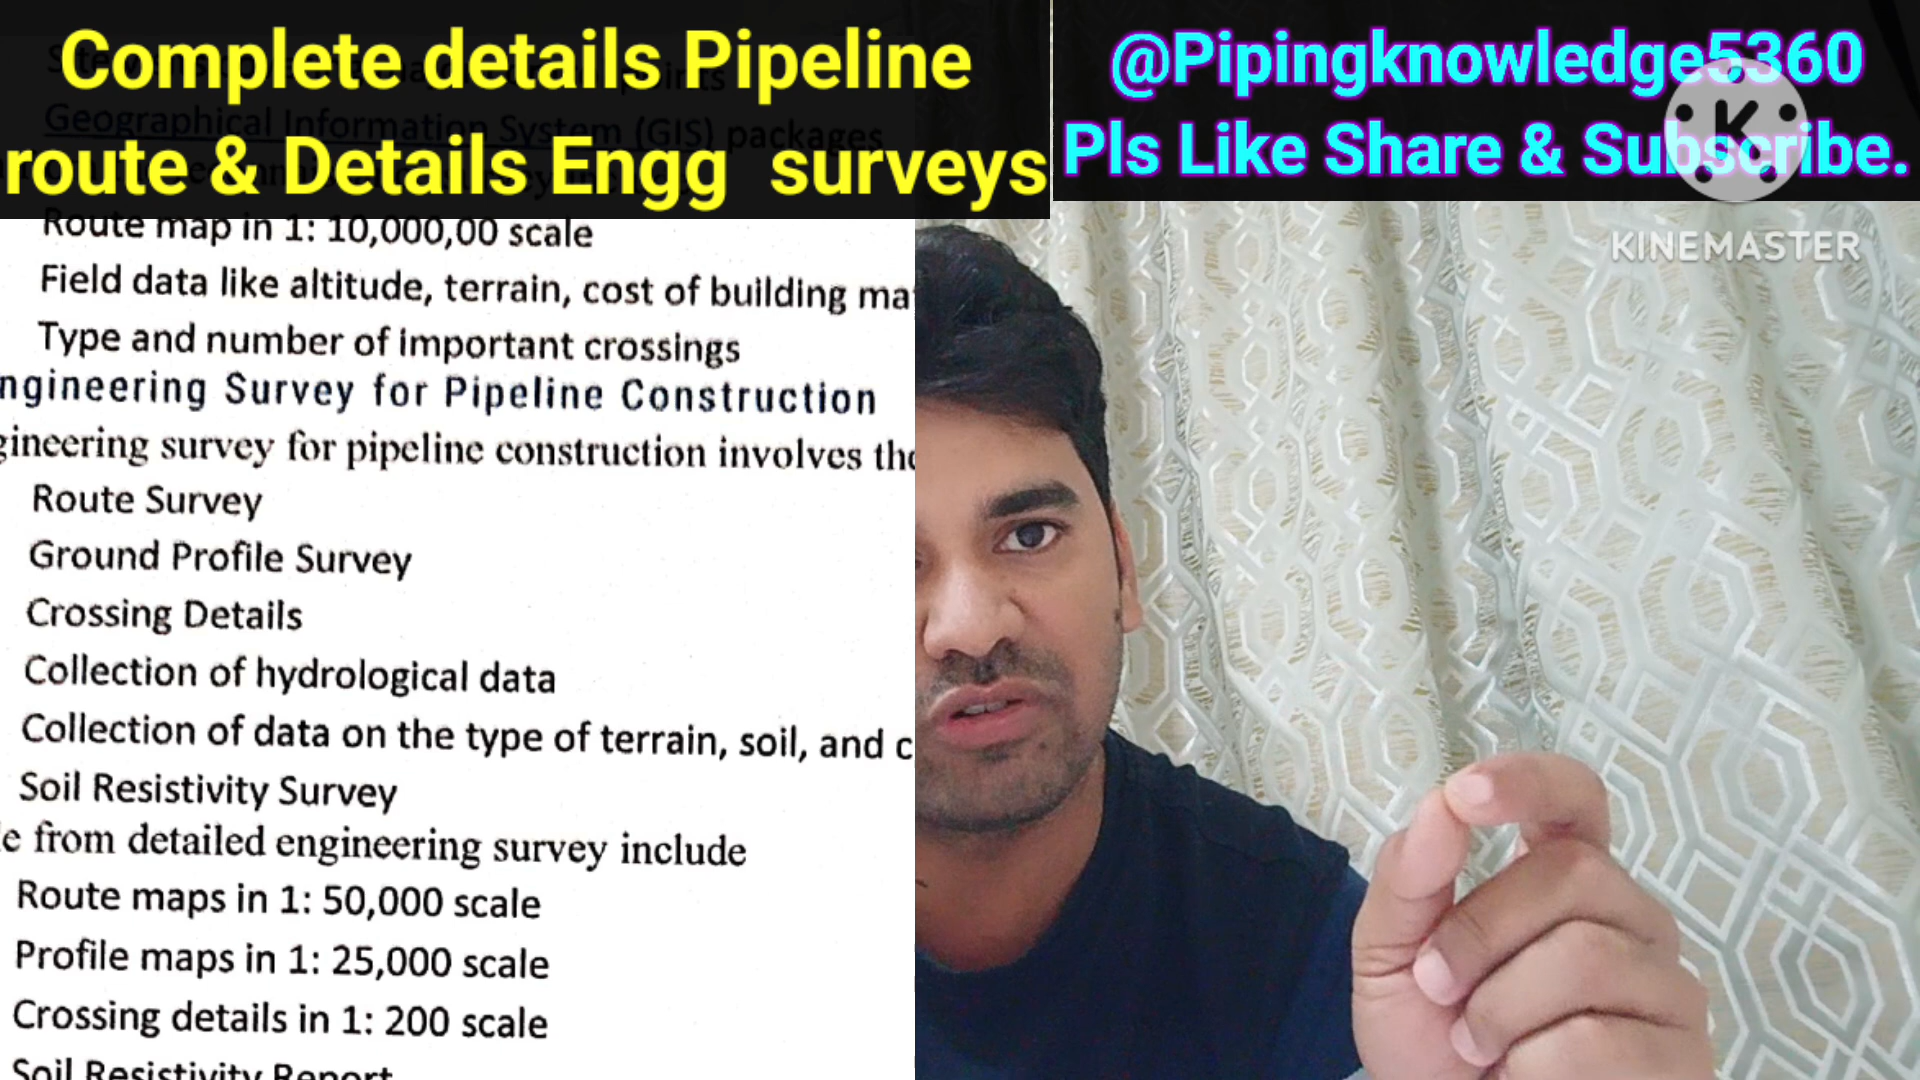 Complete details Pipeline
route & Details Engg surveys
@Pipingknowledge5360
Pls Like Share & Subscribe.
KINEMASTER
Geographical Information System (GIS) packages
Route map in 1: 10,000,00 scale
Field data like altitude, terrain, cost of building
Type and number of important crossings
ngineering Survey for Pipeline Construction
gineering survey for pipeline construction involves the
Route Survey
Ground Profile Survey
Crossing Details
Collection of hydrological data
Collection of data on the type of terrain, soil, and
Soil Resistivity Survey
from detailed engineering survey include
Route maps in 1: 50,000 scale
Profile maps in 1: 25,000 scale
Crossing details in 1: 200 scale
Soil Resistivity Report